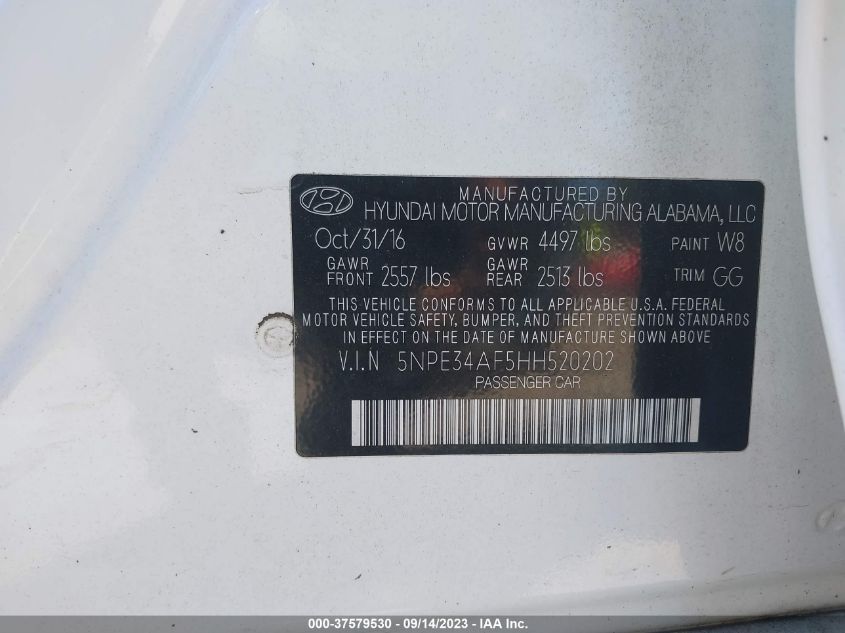 MANUFACTURED BY
HYUNDAI MOTOR MANUFACTURING ALABAMA, LLC
Oct/31/16 GVWR 4497 lbs PAINT W8
GAWR FRONT 2557 lbs GAWR REAR 2513 lbs TRIM GG
THIS VEHICLE CONFORMS TO ALL APPLICABLE U.S.A. FEDERAL
MOTOR VEHICLE SAFETY, BUMPER, AND THEFT PREVENTION STANDARDS
IN EFFECT ON THE DATE OF MANUFACTURE SHOWN ABOVE
V.I.N 5NPE34AF5HH520202
PASSENGER CAR
000-37579530 - 09/14/2023 - IAAI.com